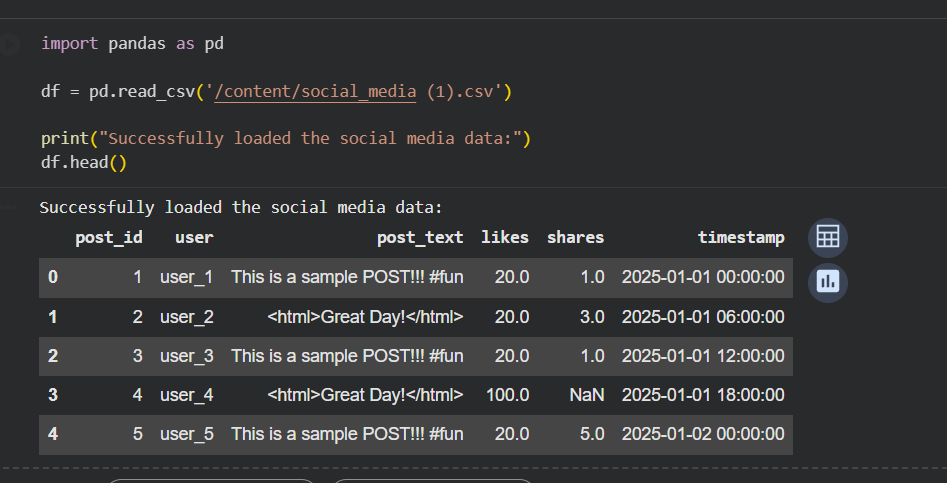 import pandas as pd
df = pd.read_csv('/content/social_media (1).csv')
print("Successfully loaded the social media data:")
df.head()
Successfully loaded the social media data:
post_id user post_text likes shares timestamp
0 1 user_1 This is a sample POST!!! #fun 20.0 1.0 2025-01-01 00:00:00
1 2 user_2 <html>Great Day!</html> 20.0 3.0 2025-01-01 06:00:00
2 3 user_3 This is a sample POST!!! #fun 20.0 1.0 2025-01-01 12:00:00
3 4 user_4 <html>Great Day!</html> 100.0 NaN 2025-01-01 18:00:00
4 5 user_5 This is a sample POST!!! #fun 20.0 5.0 2025-01-02 00:00:00